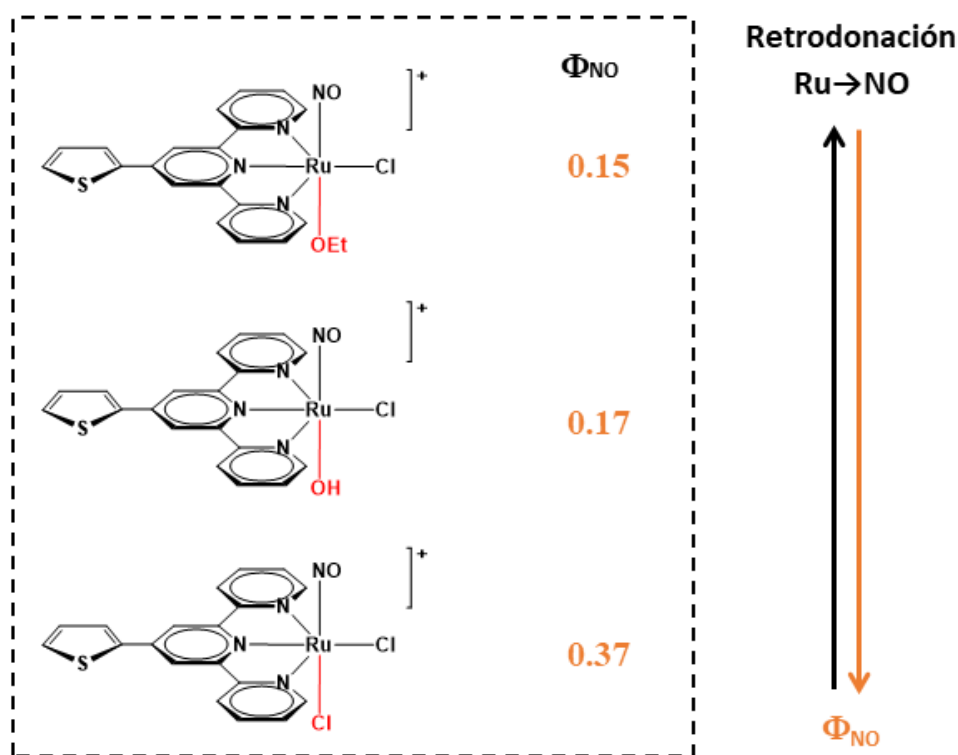 ΦNO
Retrodonación
Ru→NO
NO
]+
N
N
Ru
Cl
S
N
OEt
0.15
NO
]+
N
N
Ru
Cl
S
N
OH
0.17
NO
]+
N
N
Ru
Cl
S
N
Cl
0.37
ΦNO